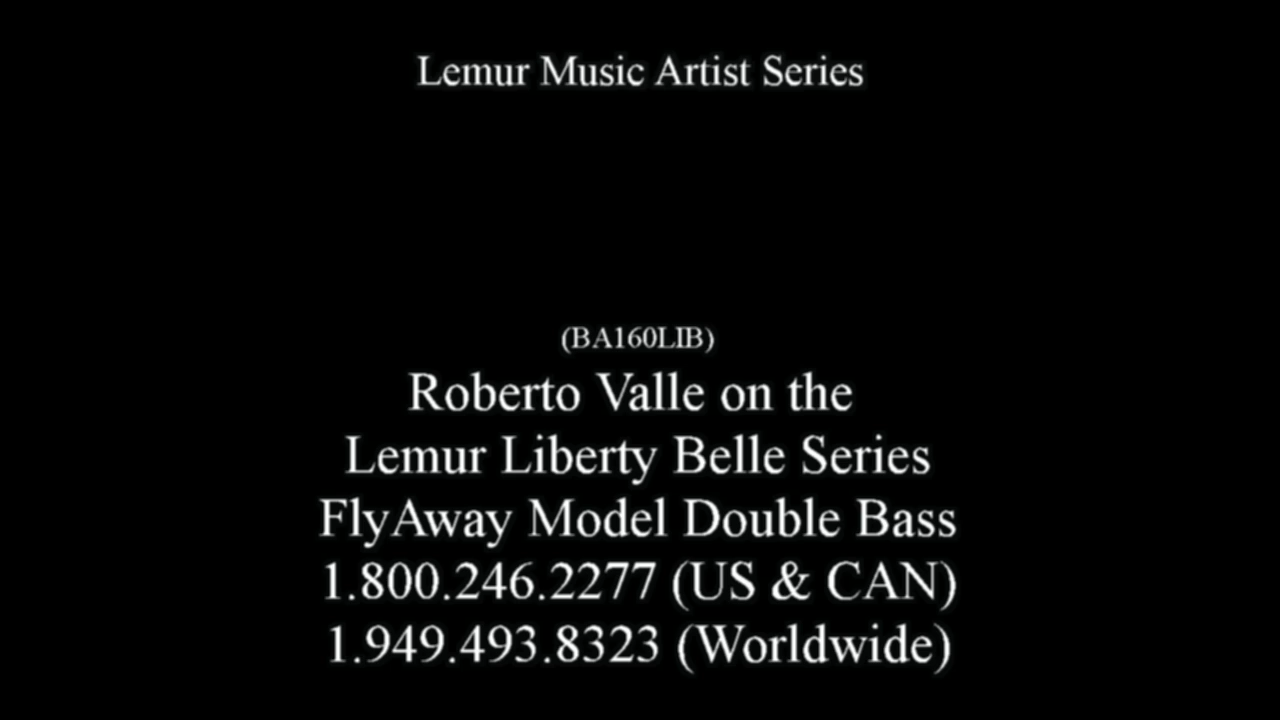 Lemur Music Artist Series
(BA160LIB)
Roberto Valle on the
Lemur Liberty Belle Series
FlyAway Model Double Bass
1.800.246.2277 (US & CAN)
1.949.493.8323 (Worldwide)